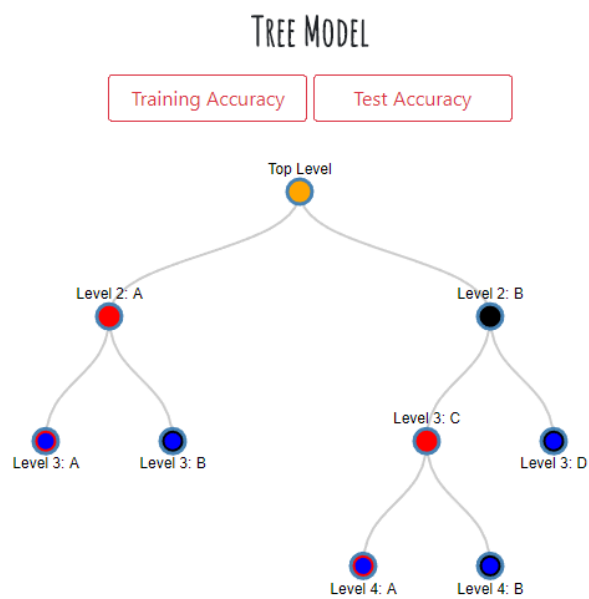 Tree Model
Training Accuracy
Test Accuracy
Top Level
Level 2: A
Level 2: B
Level 3: C
Level 3: A
Level 3: B
Level 3: D
Level 4: A
Level 4: B